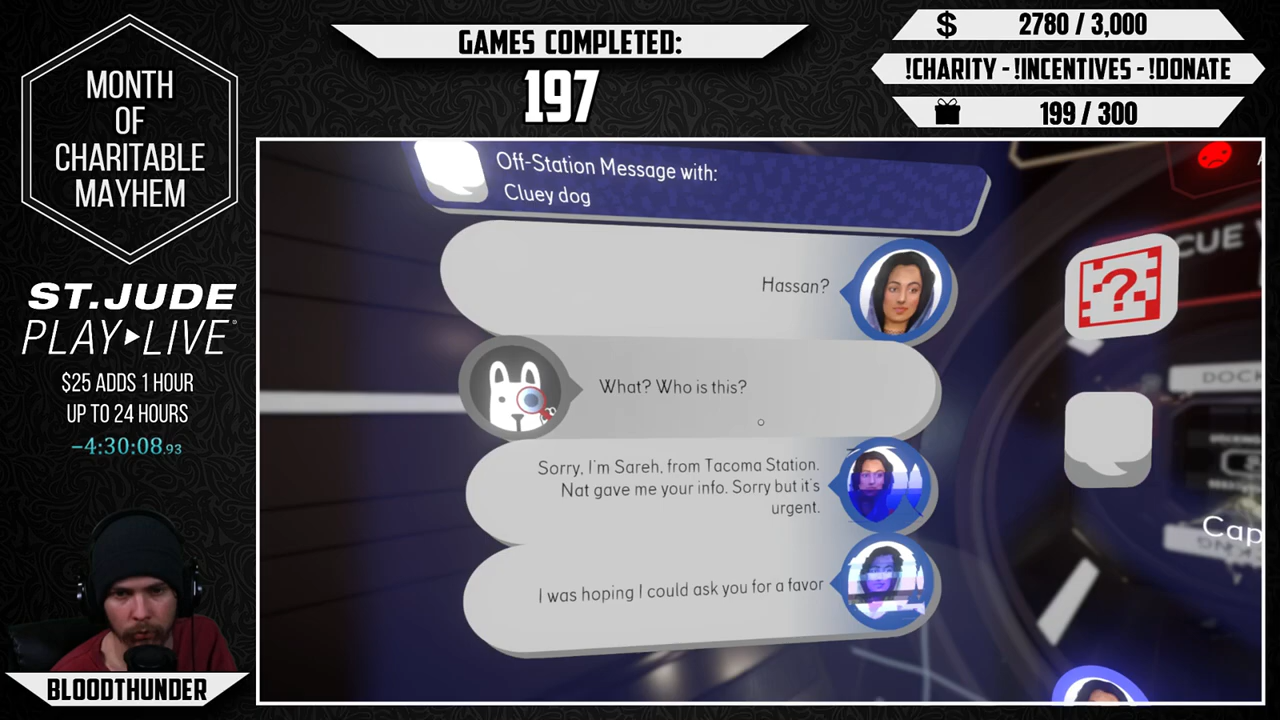 MONTH
OF
CHARITABLE
MAYHEM
ST.JUDE
PLAY LIVE
$25 ADDS 1 HOUR
UP TO 24 HOURS
-4:30:08.93
BLOODTHUNDER
GAMES COMPLETED:
197
$ 2780 / 3,000
!CHARITY - !INCENTIVES - !DONATE
199 / 300
Off-Station Message with:
Cluey dog
Hassan?
What? Who is this?
Sorry, I'm Sareh, from Tacoma Station.
Nat gave me your info. Sorry but it's
urgent.
I was hoping I could ask you for a favor
?
CUE
DOCK
Cap